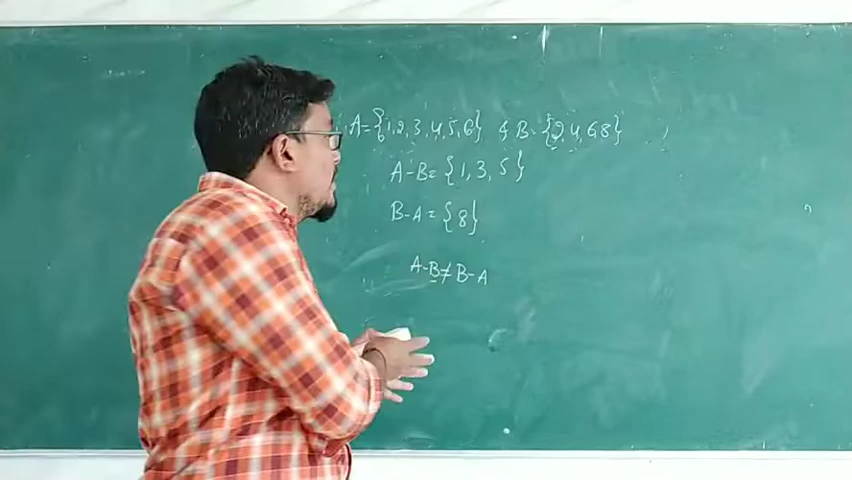 A={1,2,3,4,5,6} & B={2,4,6,8}
A-B={1,3,5}
B-A={8}
A-B≠B-A